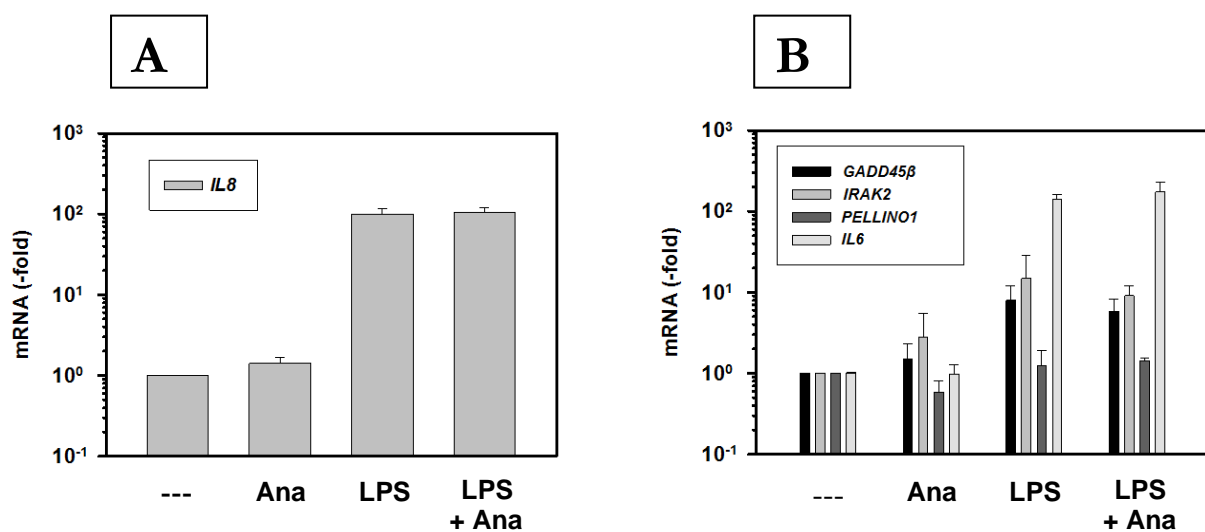 A
mRNA (-fold)
10³
10²
10¹
10⁰
10⁻¹
IL8
---
Ana
LPS
LPS
+ Ana
B
mRNA (-fold)
10³
10²
10¹
10⁰
10⁻¹
GADD45β
IRAK2
PELLINO1
IL6
---
Ana
LPS
LPS
+ Ana